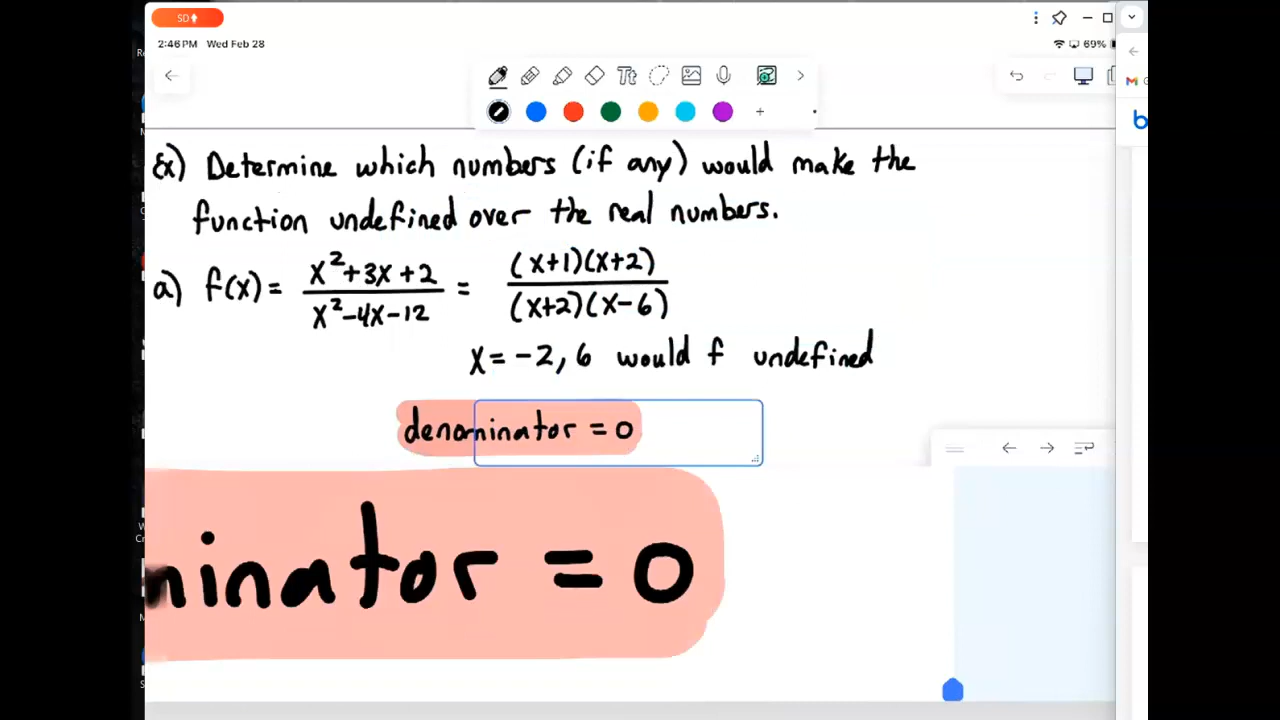 SD
2:46 PM Wed Feb 28
69%
Ex) Determine which numbers (if any) would make the
function undefined over the real numbers.
a) f(x) = (x²+3x+2)/(x²-4x-12) = ((x+1)(x+2))/((x+2)(x-6))
x = -2, 6 would f undefined
denominator = 0
minator = 0